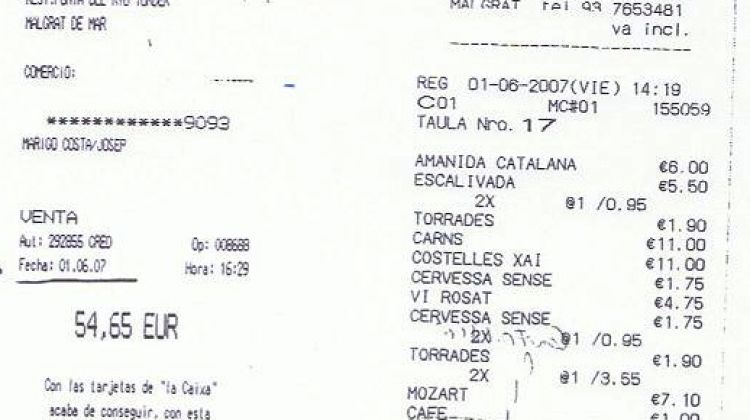 MALGRAT DE MAR
COMERCIO:
************9093
MARIGO COSTA/JOSEP
VENTA
Aut: 292855 CRED Op: 008688
Fecha: 01.06.07 Hora: 16:29
54,65 EUR
Con las tarjetas de "la Caixa"
acaba de conseguir, con esta
MALGRAT tel 93 7653481
va incl.
REG 01-06-2007(VIE) 14:19
C01 MC#01 155059
TAULA Nro. 17
AMANIDA CATALANA €6.00
ESCALIVADA €5.50
2X @1 /0.95
TORRADES €1.90
CARNS €11.00
COSTELLES XAI €11.00
CERVESSA SENSE €1.75
VI ROSAT €4.75
CERVESSA SENSE €1.75
2X @1 /0.95
TORRADES €1.90
2X @1 /3.55
MOZART €7.10
CAFE €1.00